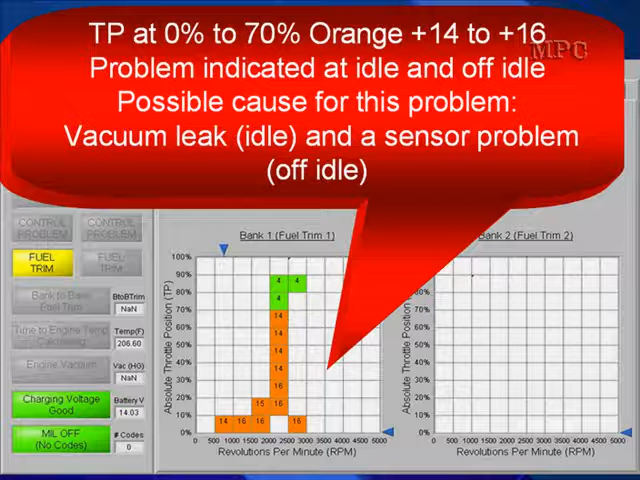 TP at 0% to 70% Orange +14 to +16
MPC
Problem indicated at idle and off idle
Possible cause for this problem:
Vacuum leak (idle) and a sensor problem
(off idle)
CONTROL PROBLEM
CONTROL PROBLEM
FUEL TRIM
FUEL TRIM
Bank to Bank Fuel Trim
BtoBTrim
NaN
Time to Engine Temp
Temp(F)
206.60
Engine Vacuum
Vac (HG)
NaN
Charging Voltage Good
Battery V
14.03
MIL OFF (No Codes)
# Codes
0
Bank 1 (Fuel Trim 1)
Absolute Throttle Position (TP)
100%
90%
80%
70%
60%
50%
40%
30%
20%
10%
0%
4 4
4
14
14
14
14
16
15 16
14 16 16 16
0 500 1000 1500 2000 2500 3000 3500 4000 4500 5000
Revolutions Per Minute (RPM)
Bank 2 (Fuel Trim 2)
Absolute Throttle Position (TP)
80%
70%
60%
50%
40%
30%
20%
10%
0%
0 500 1000 1500 2000 2500 3000 3500 4000 4500 5000
Revolutions Per Minute (RPM)